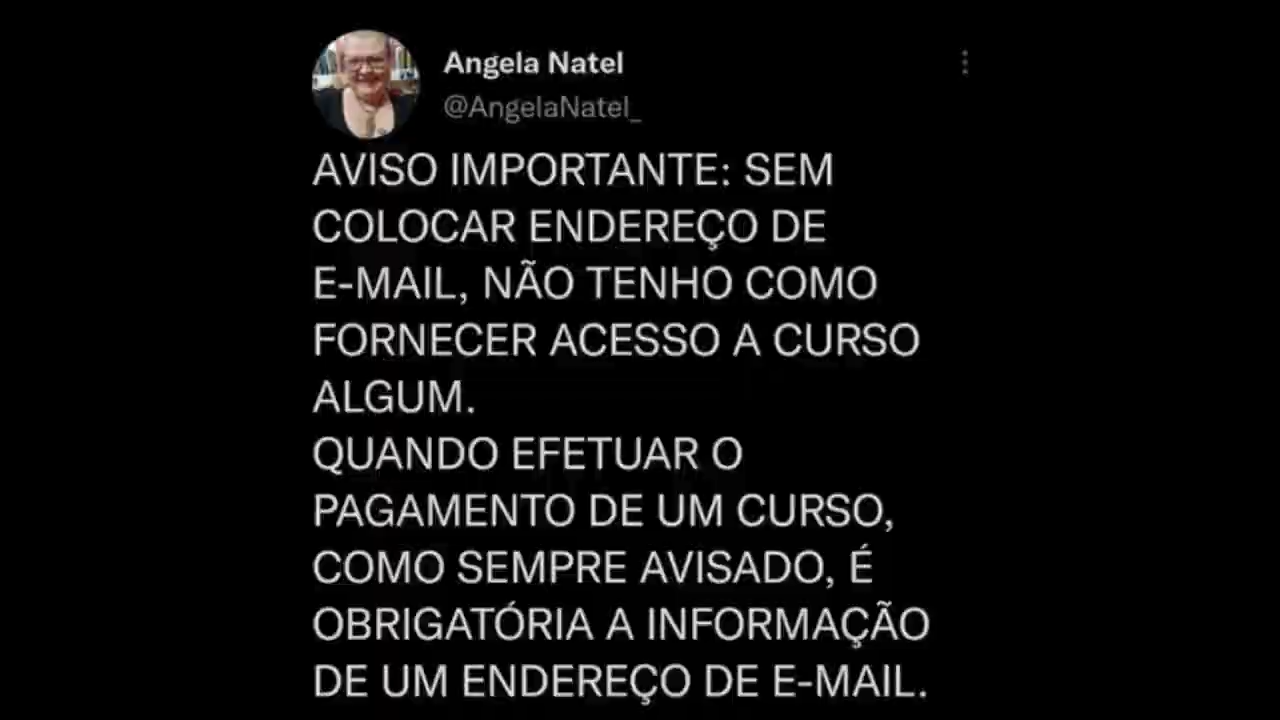 Angela Natel
@AngelaNatel_
AVISO IMPORTANTE: SEM
COLOCAR ENDEREÇO DE
E-MAIL, NÃO TENHO COMO
FORNECER ACESSO A CURSO
ALGUM.
QUANDO EFETUAR O
PAGAMENTO DE UM CURSO,
COMO SEMPRE AVISADO, É
OBRIGATÓRIA A INFORMAÇÃO
DE UM ENDEREÇO DE E-MAIL.